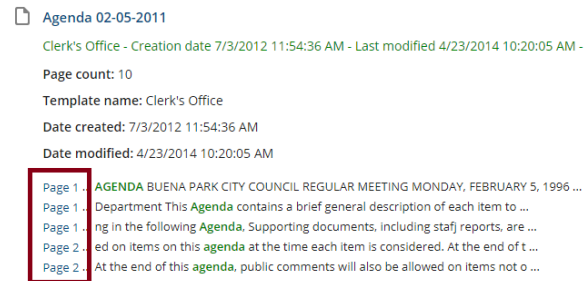 Agenda 02-05-2011
Clerk's Office - Creation date 7/3/2012 11:54:36 AM - Last modified 4/23/2014 10:20:05 AM -
Page count: 10
Template name: Clerk's Office
Date created: 7/3/2012 11:54:36 AM
Date modified: 4/23/2014 10:20:05 AM
Page 1 .. AGENDA BUENA PARK CITY COUNCIL REGULAR MEETING MONDAY, FEBRUARY 5, 1996 ...
Page 1 .. Department This Agenda contains a brief general description of each item to ...
Page 1 .. ng in the following Agenda, Supporting documents, including stafj reports, are ...
Page 2 .. ed on items on this agenda at the time each item is considered. At the end of t ...
Page 2 .. At the end of this agenda, public comments will also be allowed on items not o ...